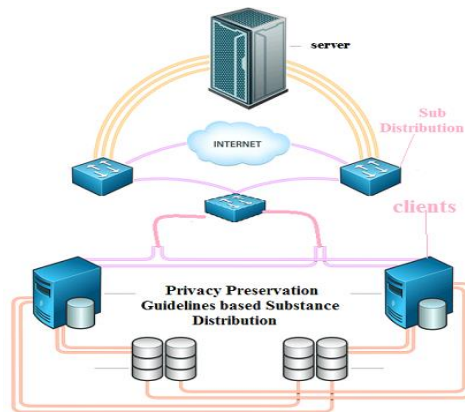 server
Sub
Distribution
INTERNET
clients
Privacy Preservation
Guidelines based Substance
Distribution